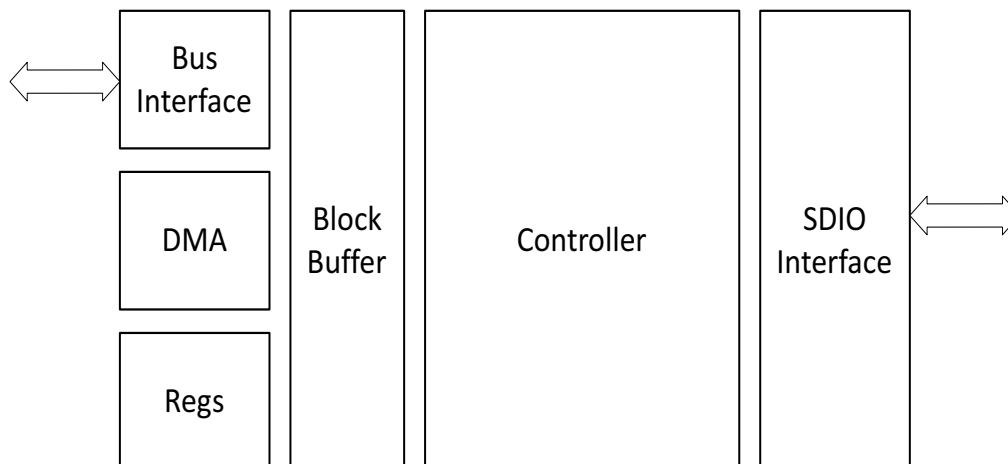 Bus
Interface
DMA
Regs
Block
Buffer
Controller
SDIO
Interface